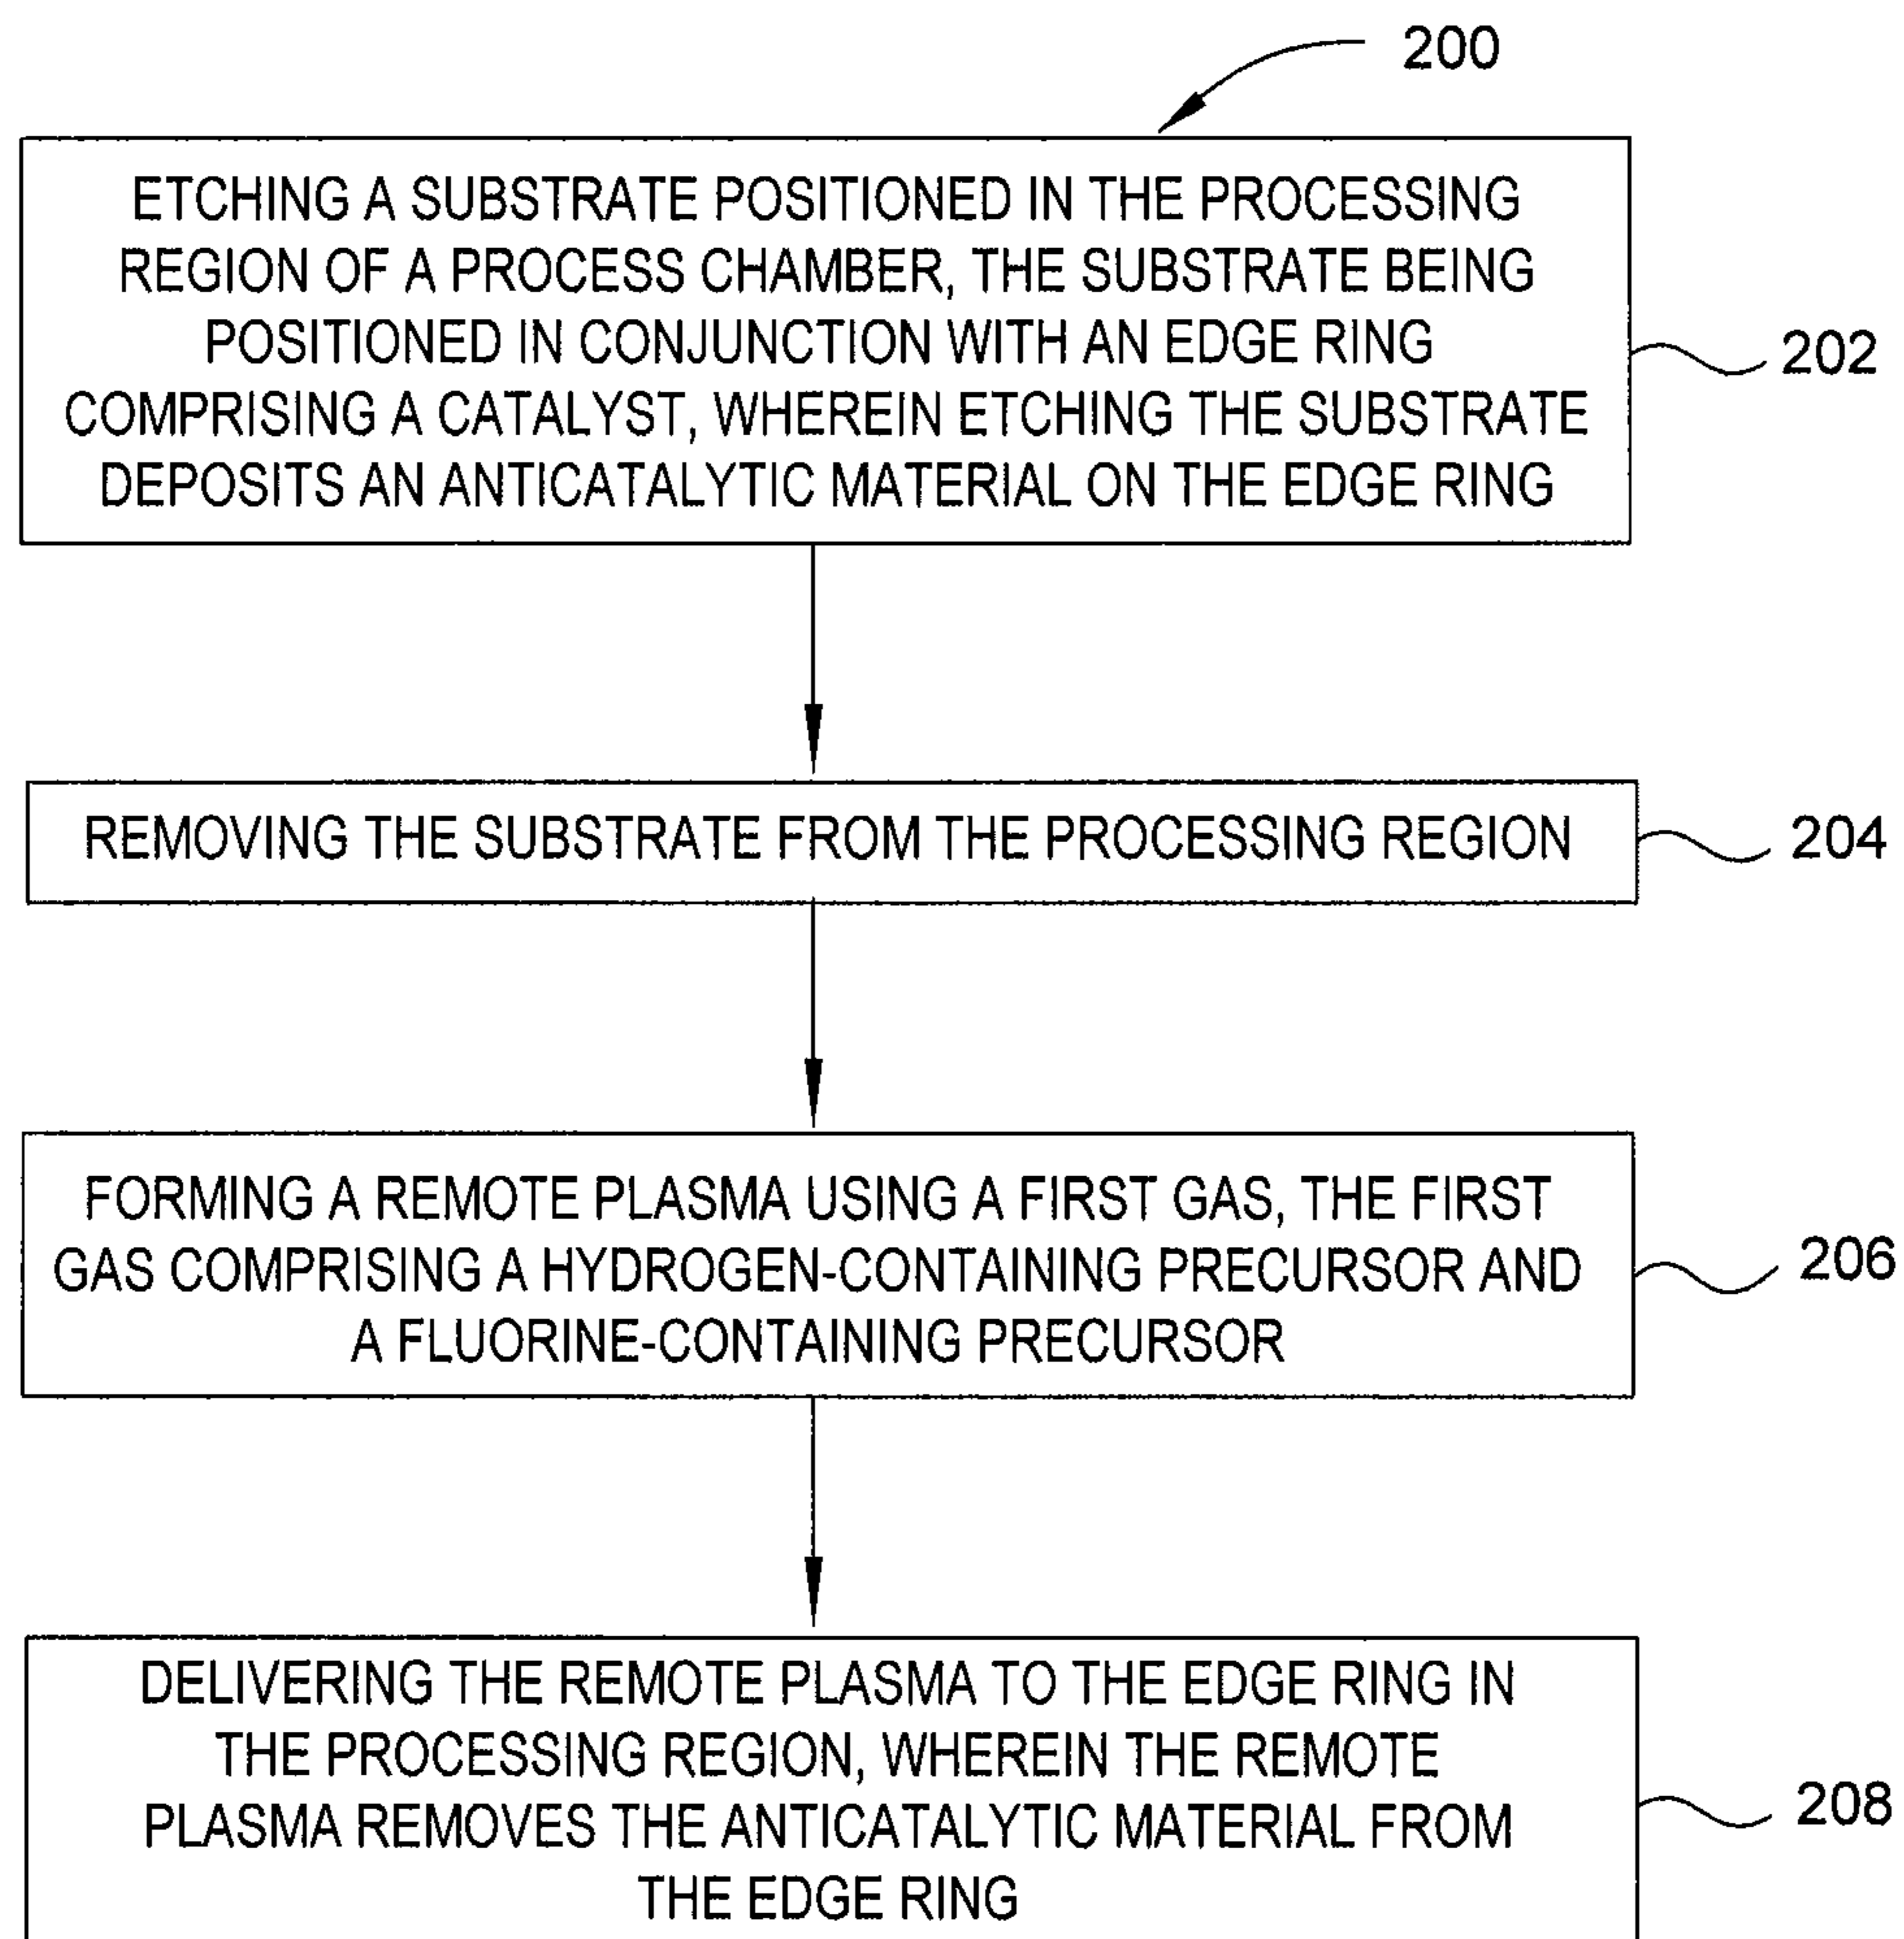 200
ETCHING A SUBSTRATE POSITIONED IN THE PROCESSING
REGION OF A PROCESS CHAMBER, THE SUBSTRATE BEING
POSITIONED IN CONJUNCTION WITH AN EDGE RING
COMPRISING A CATALYST, WHEREIN ETCHING THE SUBSTRATE
DEPOSITS AN ANTICATALYTIC MATERIAL ON THE EDGE RING
202
REMOVING THE SUBSTRATE FROM THE PROCESSING REGION
204
FORMING A REMOTE PLASMA USING A FIRST GAS, THE FIRST
GAS COMPRISING A HYDROGEN-CONTAINING PRECURSOR AND
A FLUORINE-CONTAINING PRECURSOR
206
DELIVERING THE REMOTE PLASMA TO THE EDGE RING IN
THE PROCESSING REGION, WHEREIN THE REMOTE
PLASMA REMOVES THE ANTICATALYTIC MATERIAL FROM
THE EDGE RING
208